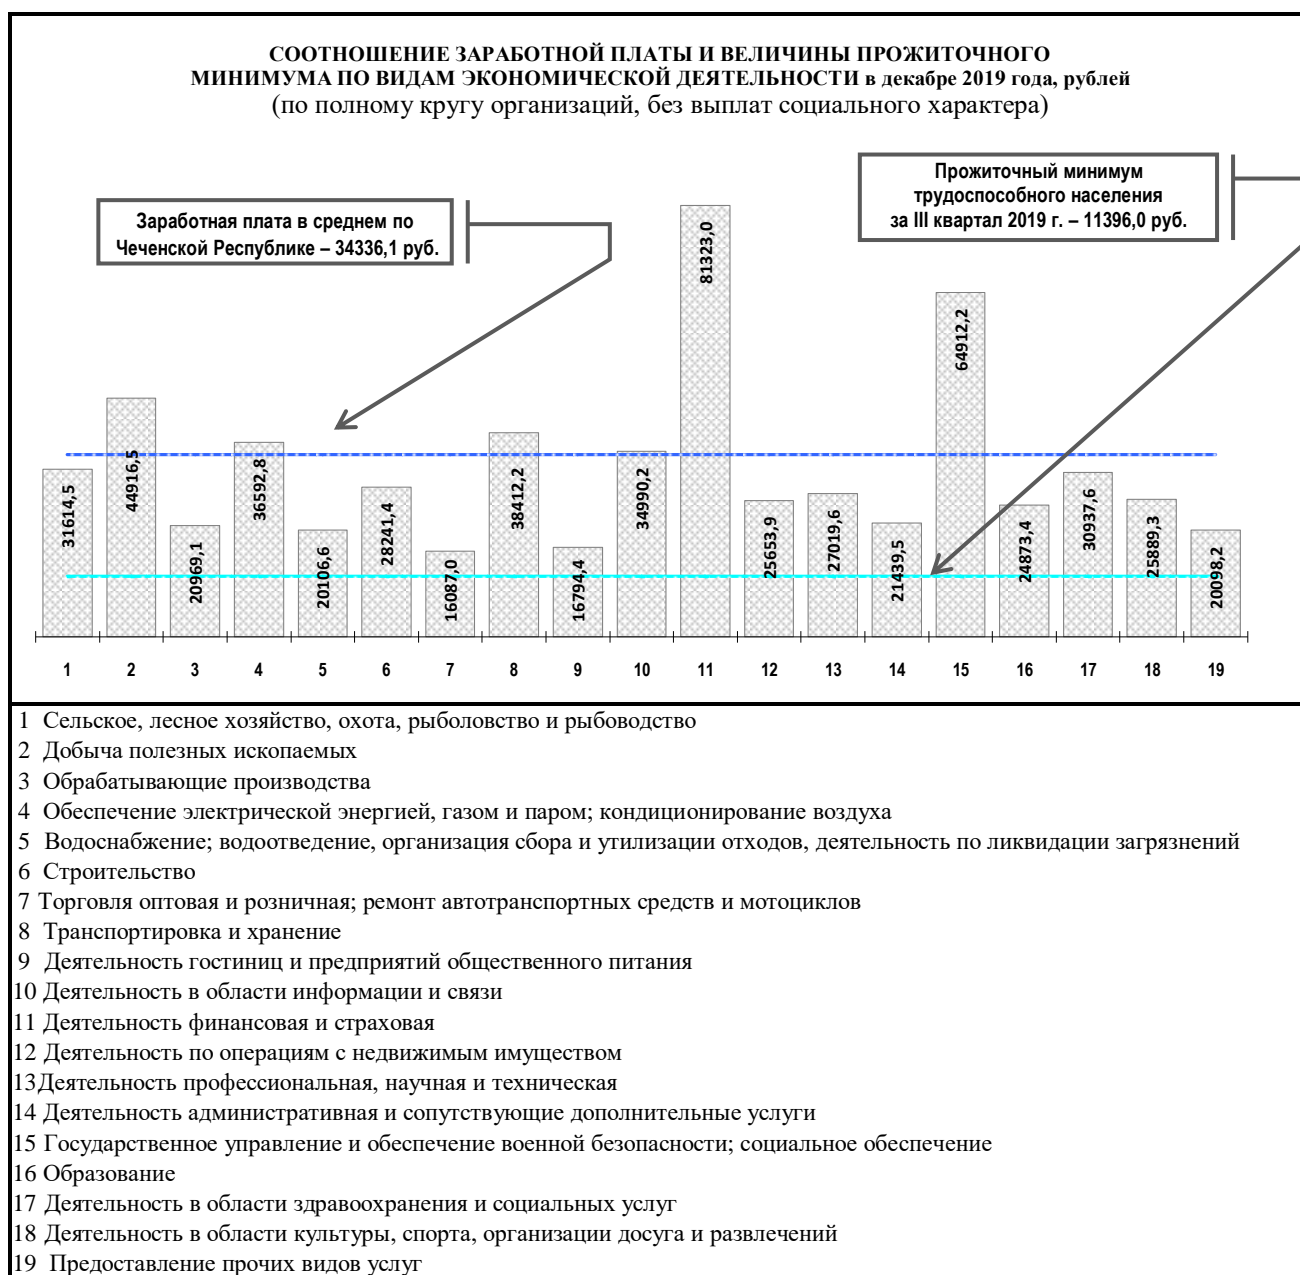 СООТНОШЕНИЕ ЗАРАБОТНОЙ ПЛАТЫ И ВЕЛИЧИНЫ ПРОЖИТОЧНОГО
МИНИМУМА ПО ВИДАМ ЭКОНОМИЧЕСКОЙ ДЕЯТЕЛЬНОСТИ в декабре 2019 года, рублей
(по полному кругу организаций, без выплат социального характера)
Заработная плата в среднем по
Чеченской Республике – 34336,1 руб.
Прожиточный минимум
трудоспособного населения
за III квартал 2019 г. – 11396,0 руб.
31614,5
44916,5
20969,1
36592,8
20106,6
28241,4
16087,0
38412,2
16794,4
34990,2
81323,0
25653,9
27019,6
21439,5
64912,2
24873,4
30937,6
25889,3
20098,2
1 2 3 4 5 6 7 8 9 10 11 12 13 14 15 16 17 18 19
1 Сельское, лесное хозяйство, охота, рыболовство и рыбоводство
2 Добыча полезных ископаемых
3 Обрабатывающие производства
4 Обеспечение электрической энергией, газом и паром; кондиционирование воздуха
5 Водоснабжение; водоотведение, организация сбора и утилизации отходов, деятельность по ликвидации загрязнений
6 Строительство
7 Торговля оптовая и розничная; ремонт автотранспортных средств и мотоциклов
8 Транспортировка и хранение
9 Деятельность гостиниц и предприятий общественного питания
10 Деятельность в области информации и связи
11 Деятельность финансовая и страховая
12 Деятельность по операциям с недвижимым имуществом
13Деятельность профессиональная, научная и техническая
14 Деятельность административная и сопутствующие дополнительные услуги
15 Государственное управление и обеспечение военной безопасности; социальное обеспечение
16 Образование
17 Деятельность в области здравоохранения и социальных услуг
18 Деятельность в области культуры, спорта, организации досуга и развлечений
19 Предоставление прочих видов услуг